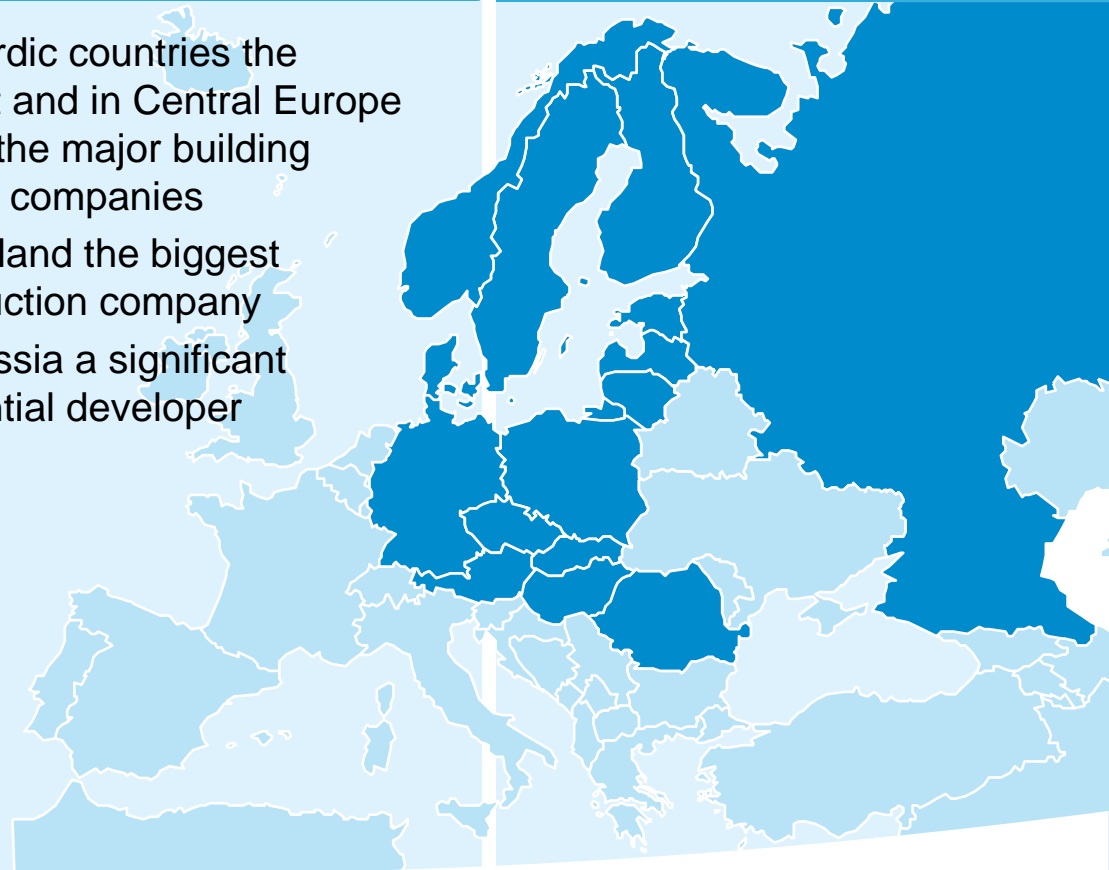 rdic countries the
t and in Central Europe
the major building
companies
land the biggest
uction company
ssia a significant
ntial developer